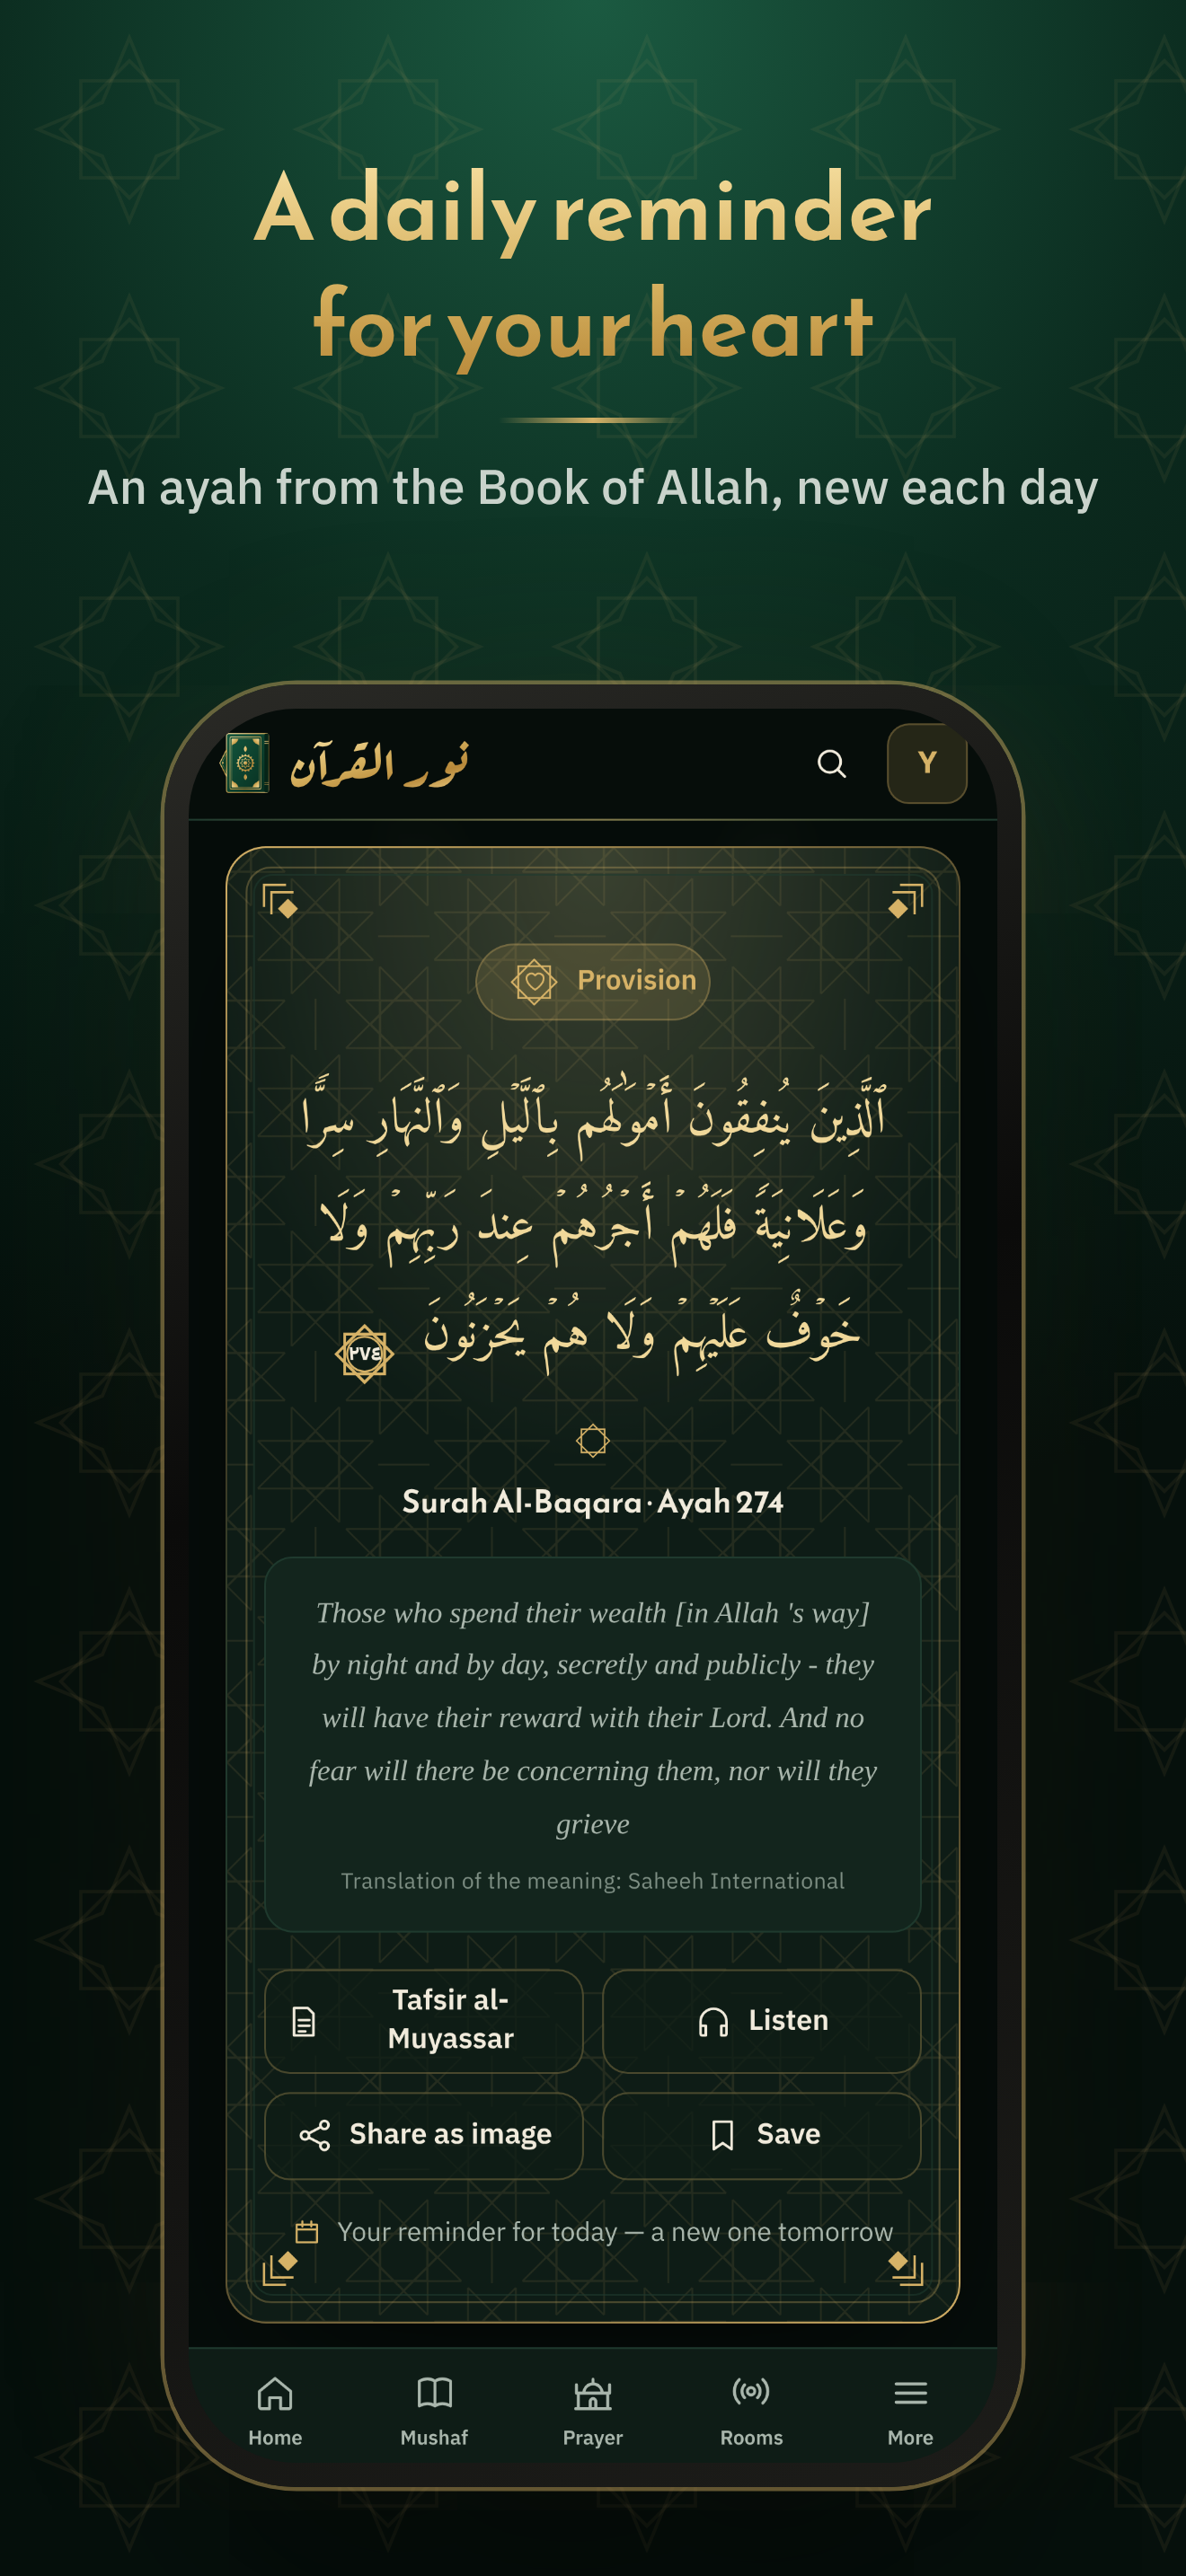 A daily reminder
for your heart
An ayah from the Book of Allah, new each day
نور القرآن
Y
Provision
ٱلَّذِينَ يُنفِقُونَ أَمۡوَٰلَهُم بِٱلَّيۡلِ وَٱلنَّهَارِ سِرّٗا
وَعَلَانِيَةٗ فَلَهُمۡ أَجۡرُهُمۡ عِندَ رَبِّهِمۡ وَلَا
خَوۡفٌ عَلَيۡهِمۡ وَلَا هُمۡ يَحۡزَنُونَ ٢٧٤
Surah Al-Baqara · Ayah 274
Those who spend their wealth [in Allah 's way]
by night and by day, secretly and publicly - they
will have their reward with their Lord. And no
fear will there be concerning them, nor will they
grieve
Translation of the meaning: Saheeh International
Tafsir al-
Muyassar
Listen
Share as image
Save
Your reminder for today — a new one tomorrow
Home
Mushaf
Prayer
Rooms
More